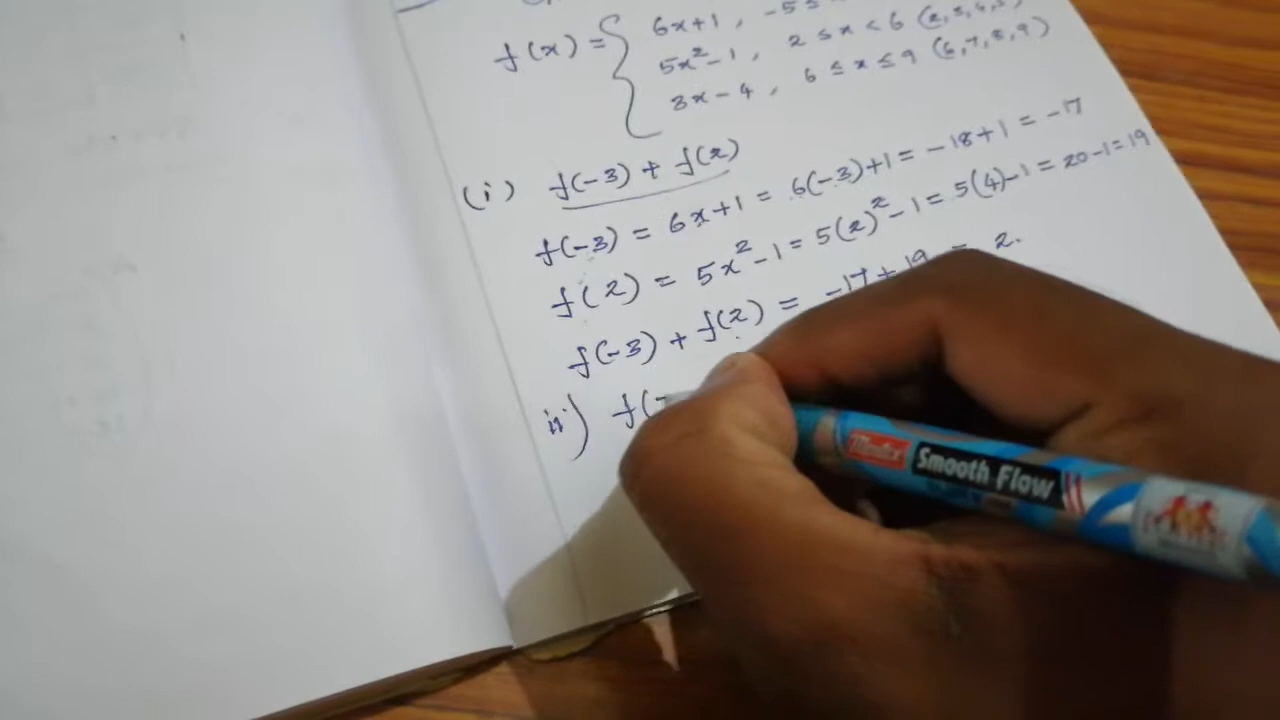 f(x) = { 6x+1 , -5 ≤
5x²-1 , 2 ≤ x < 6 (2,3,4,5,
3x-4 , 6 ≤ x ≤ 9 (6,7,8,9)
(i) f(-3) + f(2)
f(-3) = 6x+1 = 6(-3)+1 = -18+1 = -17
f(2) = 5x²-1 = 5(2)²-1 = 5(4)-1 = 20-1 = 19
f(-3) + f(2) = -17+19 = 2.
ii) f(
Smooth Flow